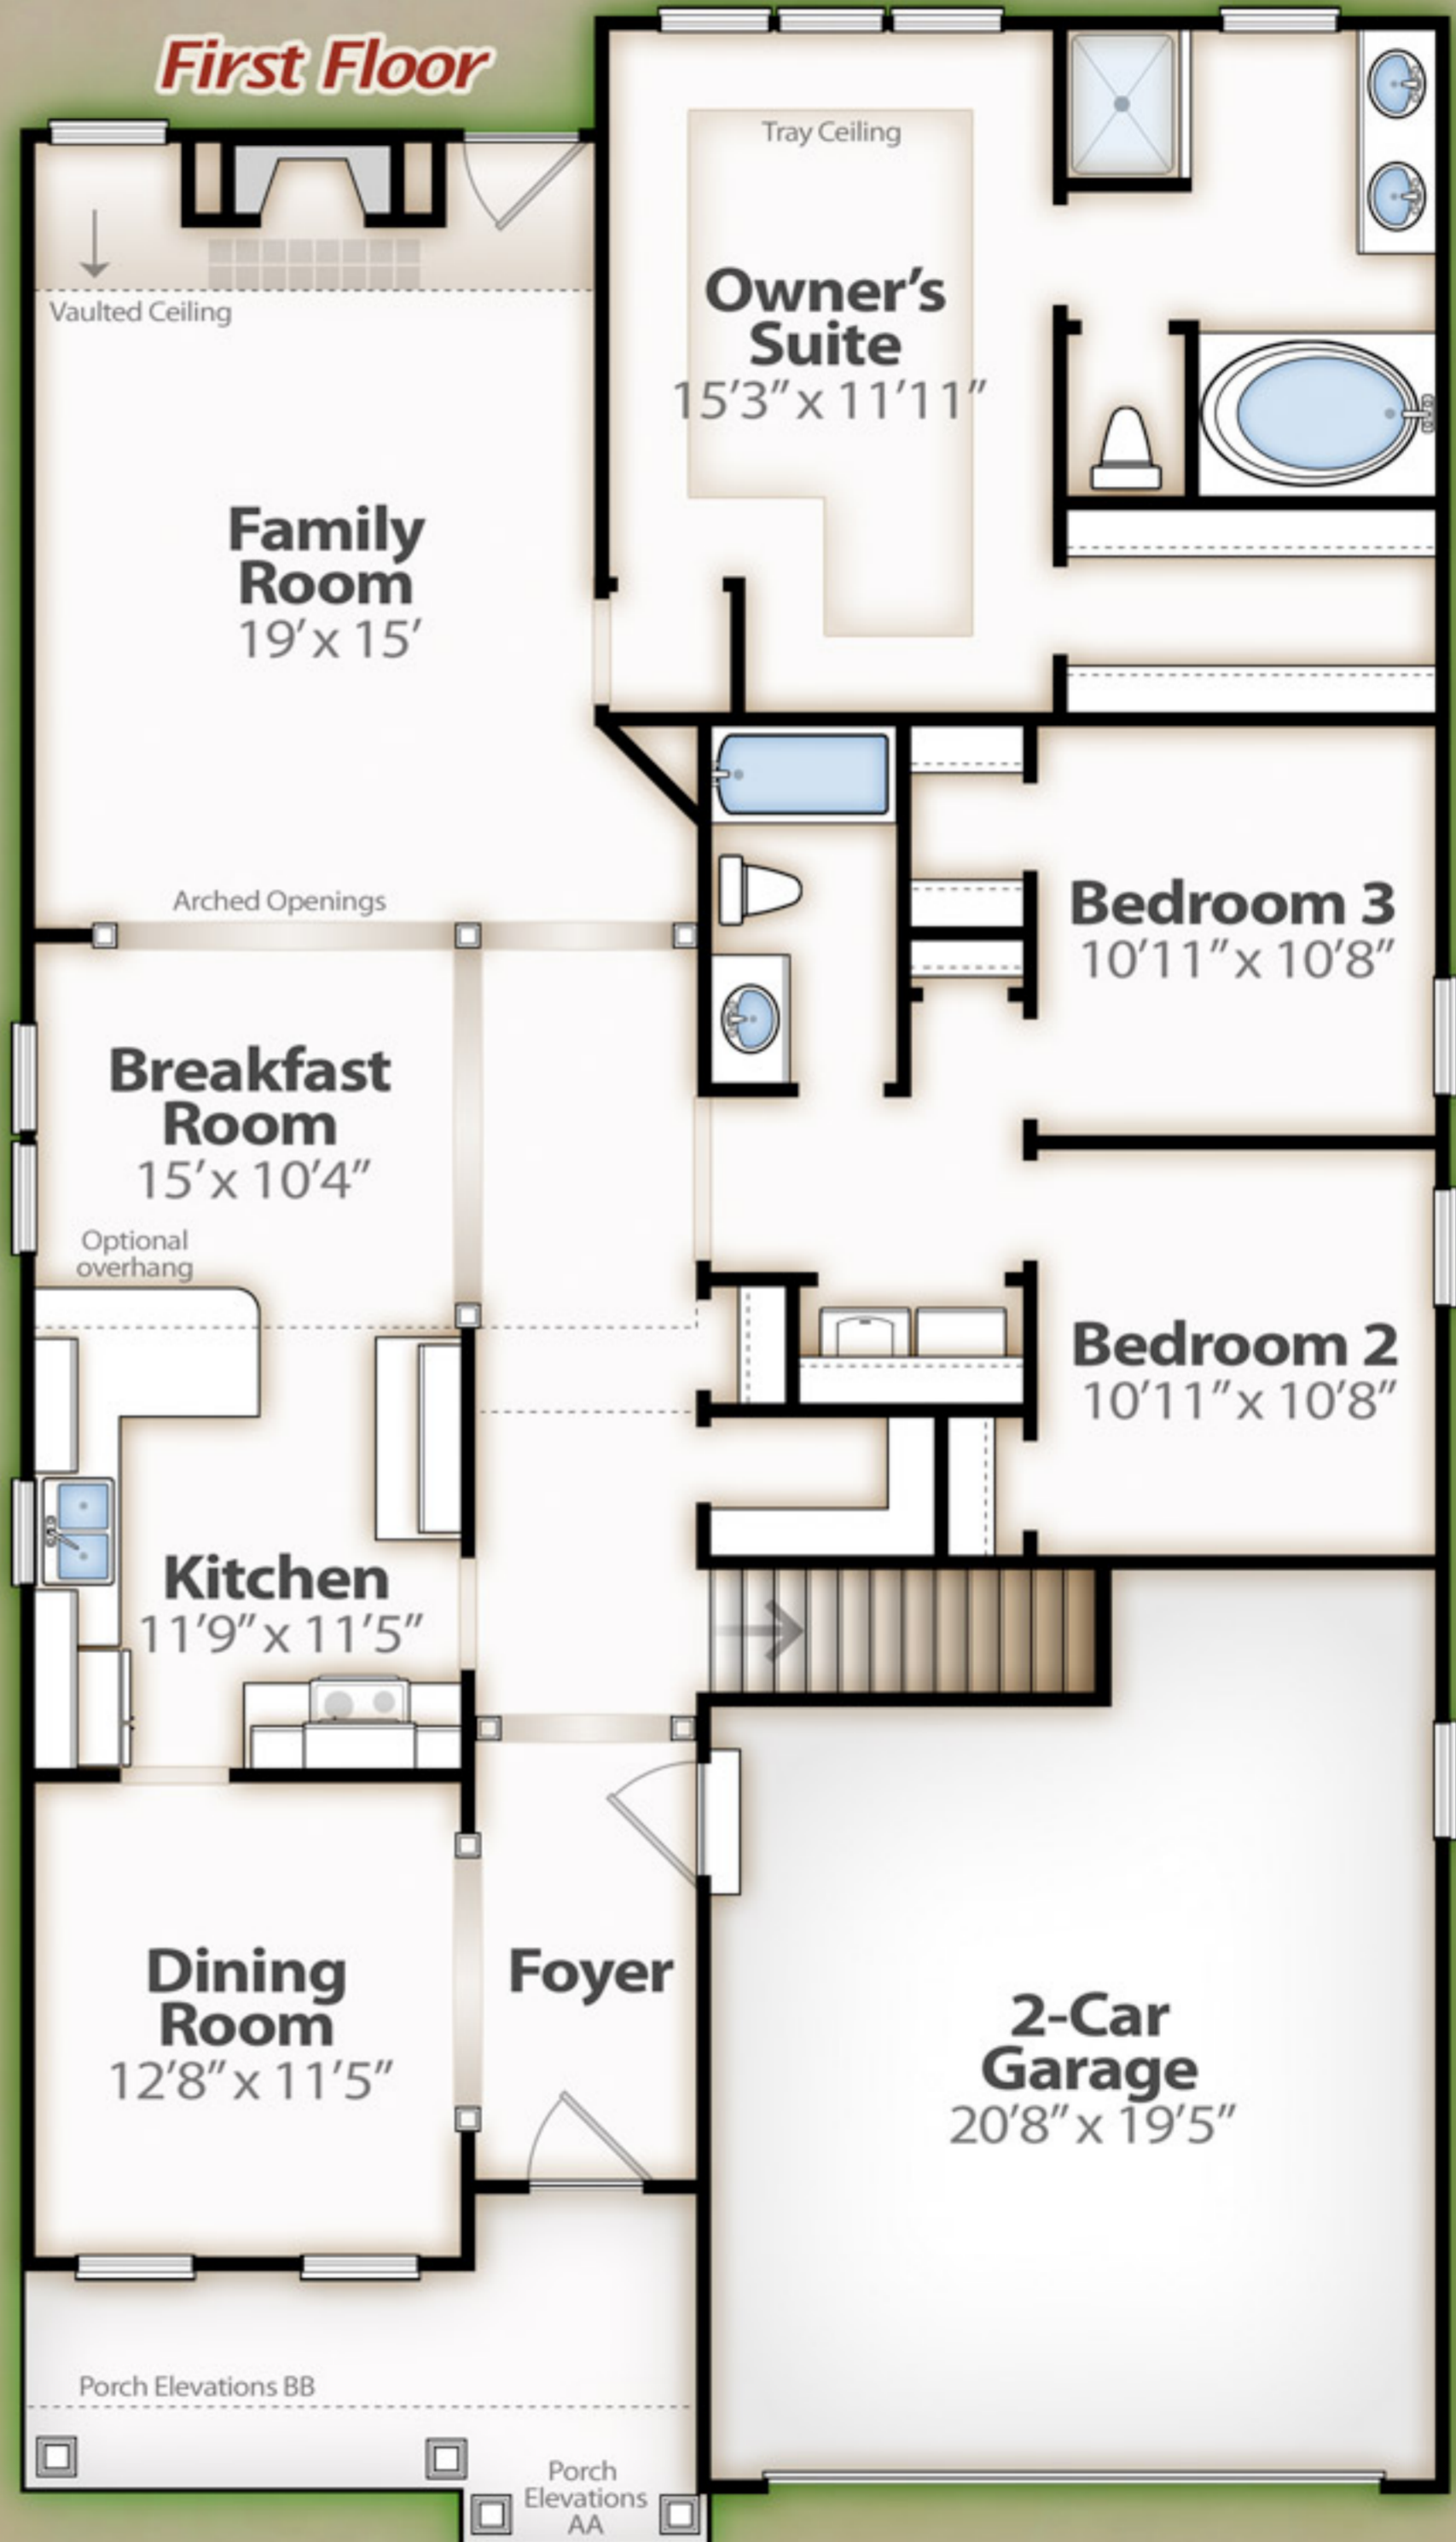 First Floor
Tray Ceiling
Owner’s
Suite
15’3” x 11’11”
Vaulted Ceiling
Family
Room
19’ x 15’
Arched Openings
Bedroom 3
10’11” x 10’8”
Breakfast
Room
15’ x 10’4”
Optional
overhang
Bedroom 2
10’11” x 10’8”
Kitchen
11’9” x 11’5”
Dining
Room
12’8” x 11’5”
Foyer
2-Car
Garage
20’8” x 19’5”
Porch Elevations BB
Porch
Elevations
AA